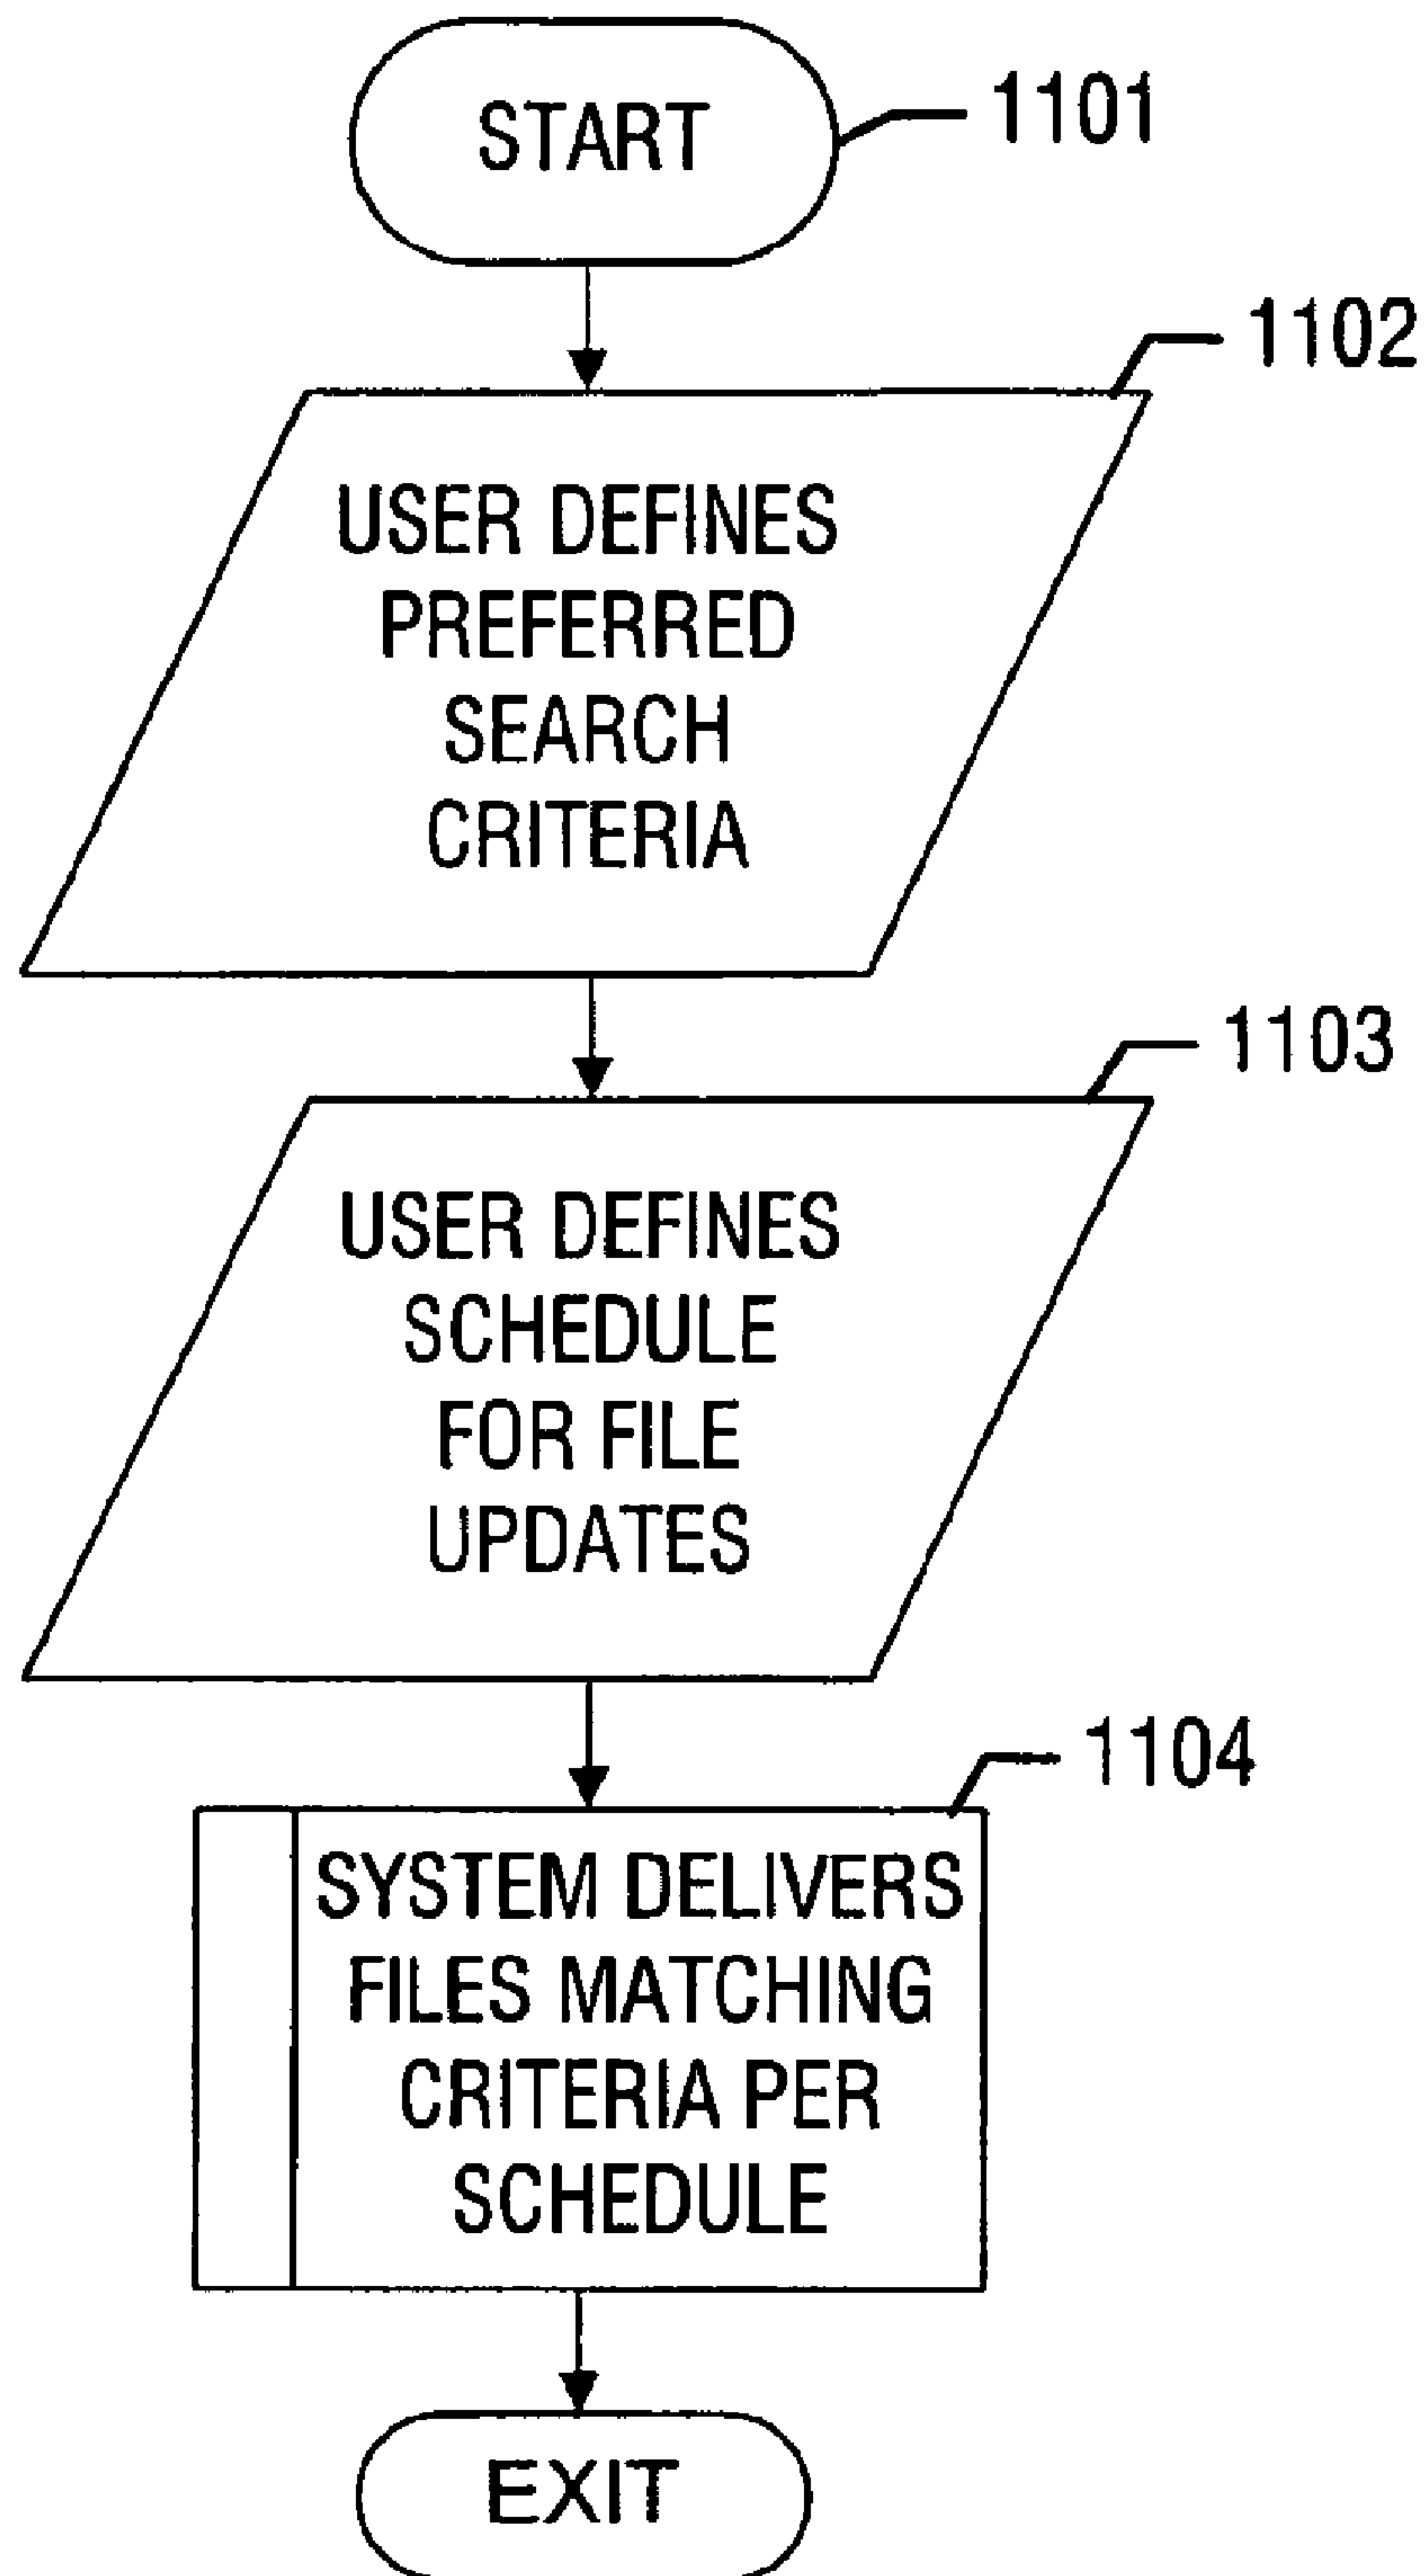 START
1101
1102
USER DEFINES
PREFERRED
SEARCH
CRITERIA
1103
USER DEFINES
SCHEDULE
FOR FILE
UPDATES
1104
SYSTEM DELIVERS
FILES MATCHING
CRITERIA PER
SCHEDULE
EXIT